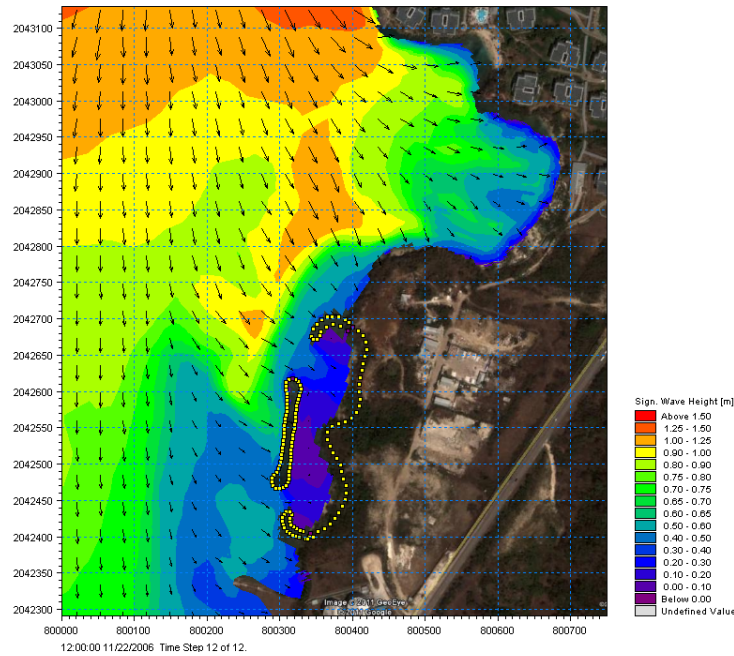 2043100
2043050
2043000
2042950
2042900
2042850
2042800
2042750
2042700
2042650
2042600
2042550
2042500
2042450
2042400
2042350
2042300
800000 800100 800200 800300 800400 800500 800600 800700
12:00:00 11/22/2006 Time Step 12 of 12.
Image © 2011 GeoEye
© 2011 Google
Sign. Wave Height [m]
Above 1.50
1.25 - 1.50
1.00 - 1.25
0.90 - 1.00
0.80 - 0.90
0.75 - 0.80
0.70 - 0.75
0.65 - 0.70
0.60 - 0.65
0.50 - 0.60
0.40 - 0.50
0.30 - 0.40
0.20 - 0.30
0.10 - 0.20
0.00 - 0.10
Below 0.00
Undefined Value